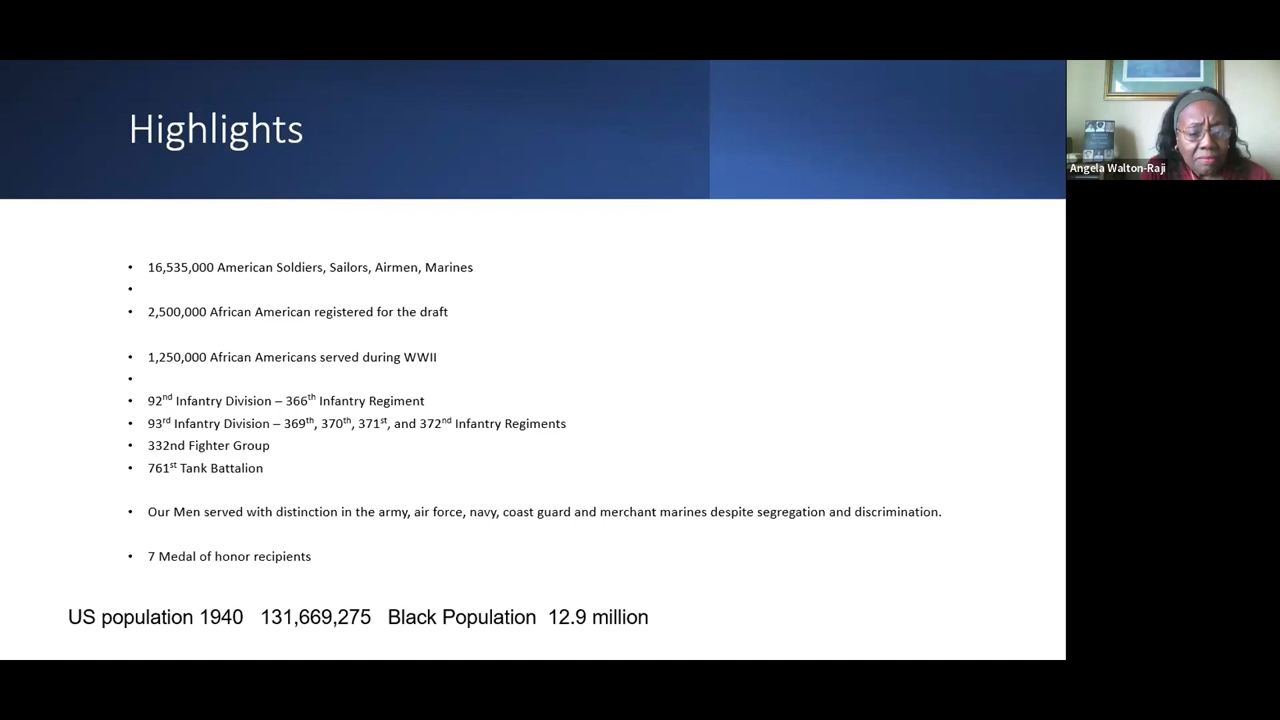 Highlights
Angela Walton-Raji
• 16,535,000 American Soldiers, Sailors, Airmen, Marines
•
• 2,500,000 African American registered for the draft
• 1,250,000 African Americans served during WWII
•
• 92nd Infantry Division – 366th Infantry Regiment
• 93rd Infantry Division – 369th, 370th, 371st, and 372nd Infantry Regiments
• 332nd Fighter Group
• 761st Tank Battalion
• Our Men served with distinction in the army, air force, navy, coast guard and merchant marines despite segregation and discrimination.
• 7 Medal of honor recipients
US population 1940 131,669,275 Black Population 12.9 million